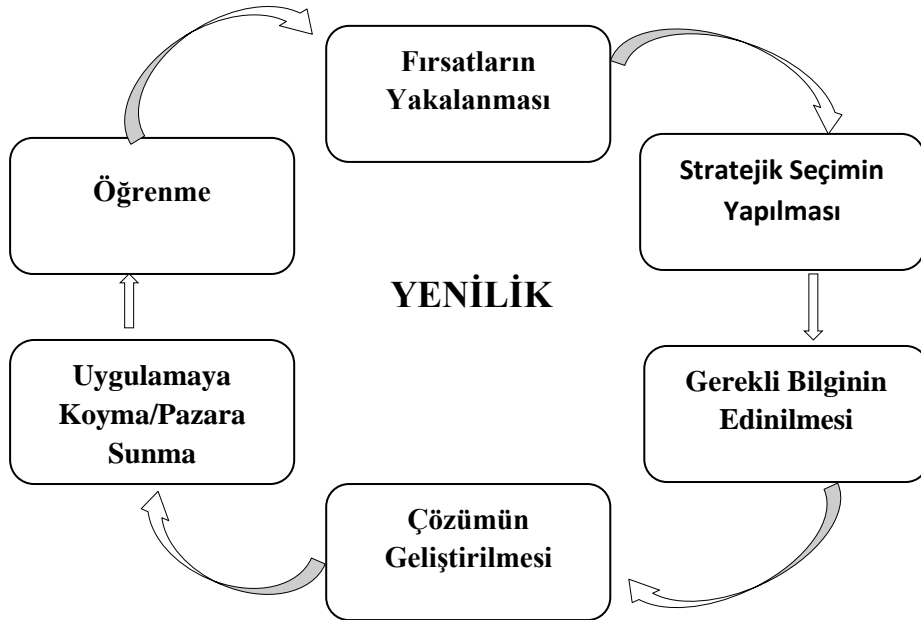 Fırsatların
Yakalanması
Stratejik Seçimin
Yapılması
Öğrenme
YENİLİK
Uygulamaya
Koyma/Pazara
Sunma
Gerekli Bilginin
Edinilmesi
Çözümün
Geliştirilmesi